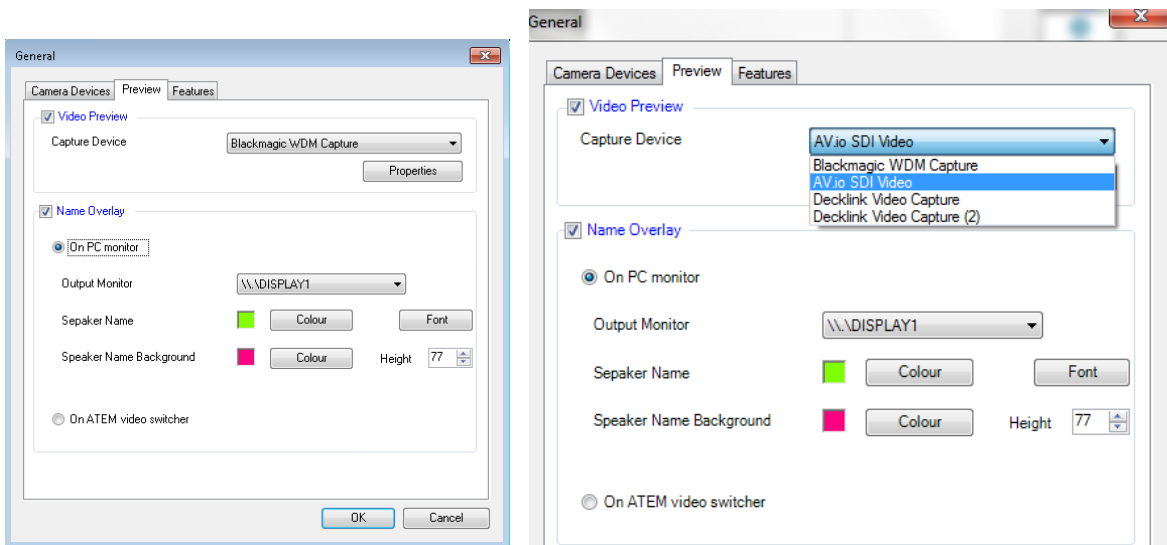 General
Camera Devices Preview Features
Video Preview
Capture Device Blackmagic WDM Capture
Properties
Name Overlay
On PC monitor
Output Monitor \\.\DISPLAY1
Sepaker Name Colour Font
Speaker Name Background Colour Height 77
On ATEM video switcher
OK Cancel
General
Camera Devices Preview Features
Video Preview
Capture Device AV.io SDI Video
Blackmagic WDM Capture
AV.io SDI Video
Decklink Video Capture
Decklink Video Capture (2)
Name Overlay
On PC monitor
Output Monitor \\.\DISPLAY1
Sepaker Name Colour Font
Speaker Name Background Colour Height 77
On ATEM video switcher